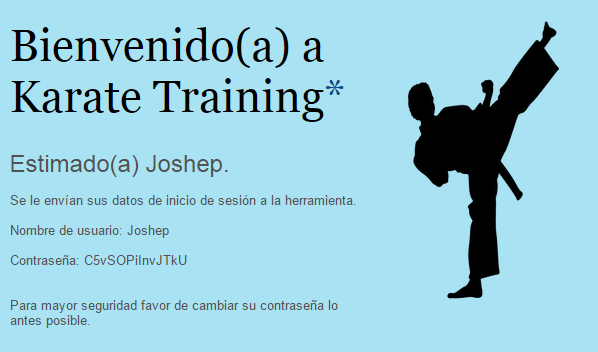 Bienvenido(a) a
Karate Training*
Estimado(a) Joshep.
Se le envían sus datos de inicio de sesión a la herramienta.
Nombre de usuario: Joshep
Contraseña: C5vSOPiInvJTkU
Para mayor seguridad favor de cambiar su contraseña lo
antes posible.